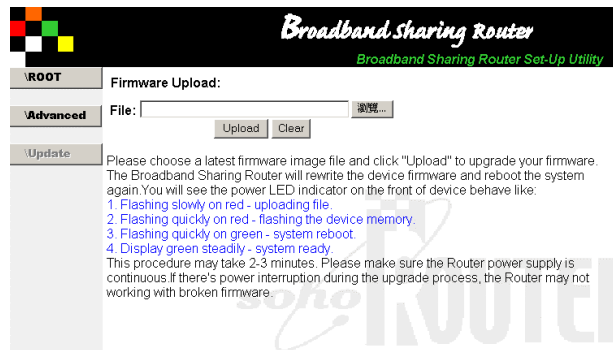 Broadband Sharing Router
Broadband Sharing Router Set-Up Utility
\ROOT
Firmware Upload:
\Advanced
File:
瀏覽...
Upload
Clear
\Update
Please choose a latest firmware image file and click "Upload" to upgrade your firmware.
The Broadband Sharing Router will rewrite the device firmware and reboot the system
again.You will see the power LED indicator on the front of device behave like:
1. Flashing slowly on red - uploading file.
2. Flashing quickly on red - flashing the device memory.
3. Flashing quickly on green - system reboot.
4. Display green steadily - system ready.
This procedure may take 2-3 minutes. Please make sure the Router power supply is
continuous.If there's power interruption during the upgrade process, the Router may not
working with broken firmware.
soho
ROUTER